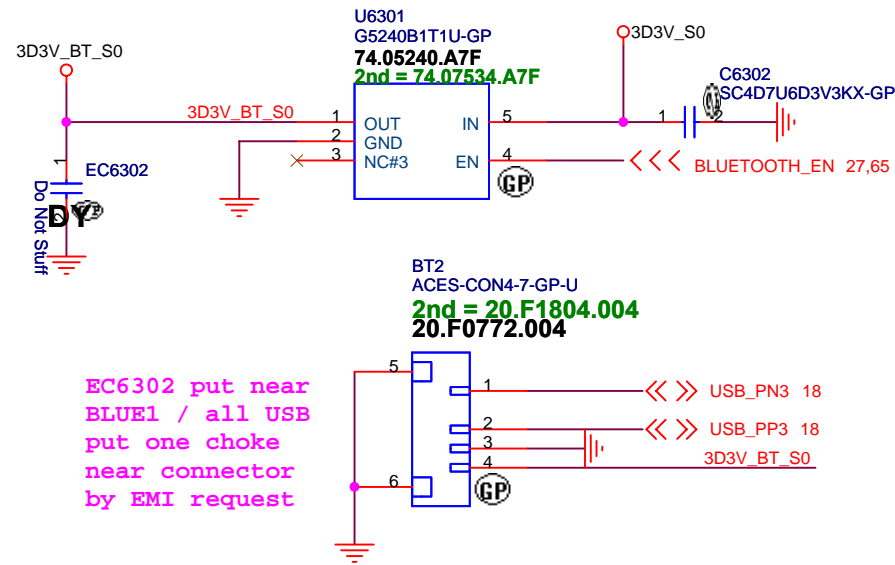 U6301
G5240B1T1U-GP
74.05240.A7F
2nd = 74.07534.A7F
3D3V_BT_S0
3D3V_S0
C6302
SC4D7U6D3V3KX-GP
3D3V_BT_S0
1 OUT IN 5
2 GND
3 NC#3 EN 4
1 2
BLUETOOTH_EN 27,65
GP
1
EC6302
Do Not Stuff
DY
2
GP
BT2
ACES-CON4-7-GP-U
2nd = 20.F1804.004
20.F0772.004
5
1 USB_PN3 18
2 USB_PP3 18
3
4 3D3V_BT_S0
6
GP
EC6302 put near
BLUE1 / all USB
put one choke
near connector
by EMI request